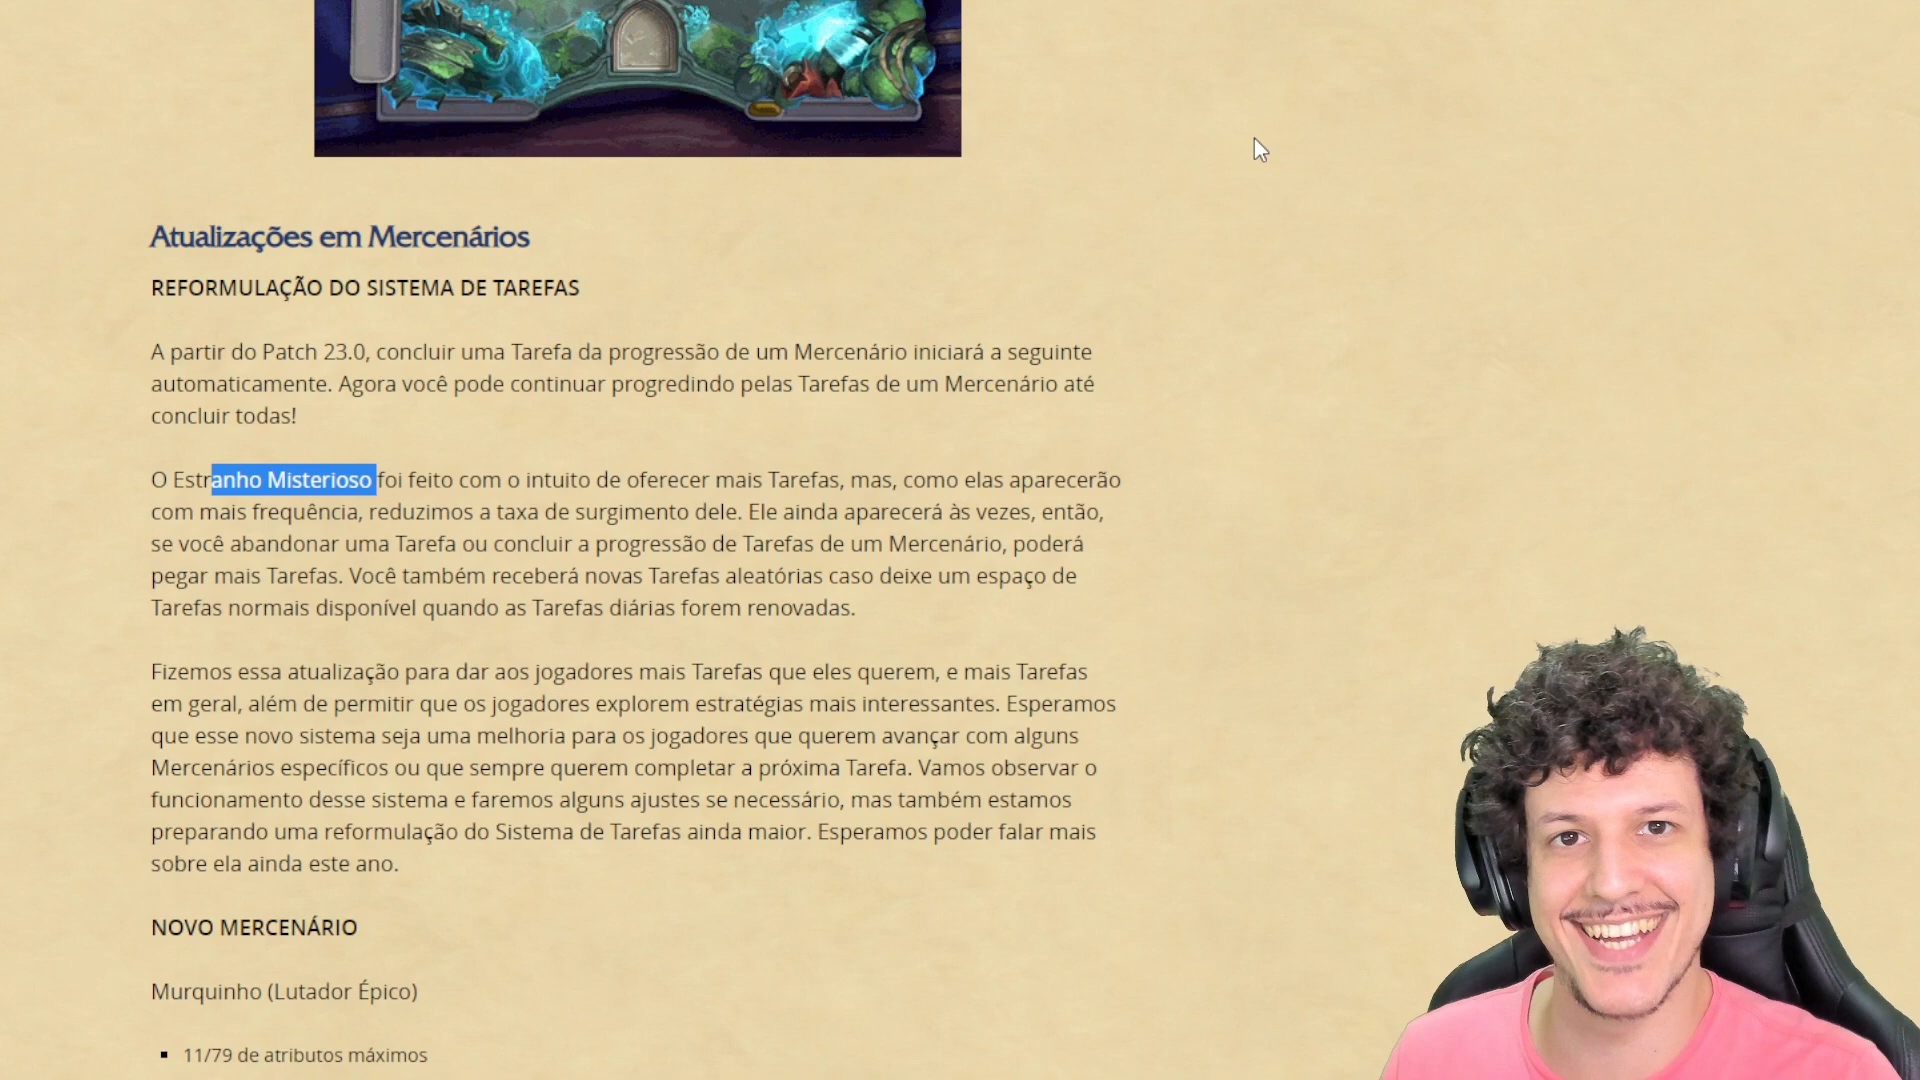 Atualizações em Mercenários
REFORMULAÇÃO DO SISTEMA DE TAREFAS
A partir do Patch 23.0, concluir uma Tarefa da progressão de um Mercenário iniciará a seguinte
automaticamente. Agora você pode continuar progredindo pelas Tarefas de um Mercenário até
concluir todas!
O Estranho Misterioso foi feito com o intuito de oferecer mais Tarefas, mas, como elas aparecerão
com mais frequência, reduzimos a taxa de surgimento dele. Ele ainda aparecerá às vezes, então,
se você abandonar uma Tarefa ou concluir a progressão de Tarefas de um Mercenário, poderá
pegar mais Tarefas. Você também receberá novas Tarefas aleatórias caso deixe um espaço de
Tarefas normais disponível quando as Tarefas diárias forem renovadas.
Fizemos essa atualização para dar aos jogadores mais Tarefas que eles querem, e mais Tarefas
em geral, além de permitir que os jogadores explorem estratégias mais interessantes. Esperamos
que esse novo sistema seja uma melhoria para os jogadores que querem avançar com alguns
Mercenários específicos ou que sempre querem completar a próxima Tarefa. Vamos observar o
funcionamento desse sistema e faremos alguns ajustes se necessário, mas também estamos
preparando uma reformulação do Sistema de Tarefas ainda maior. Esperamos poder falar mais
sobre ela ainda este ano.
NOVO MERCENÁRIO
Murquinho (Lutador Épico)
▪ 11/79 de atributos máximos